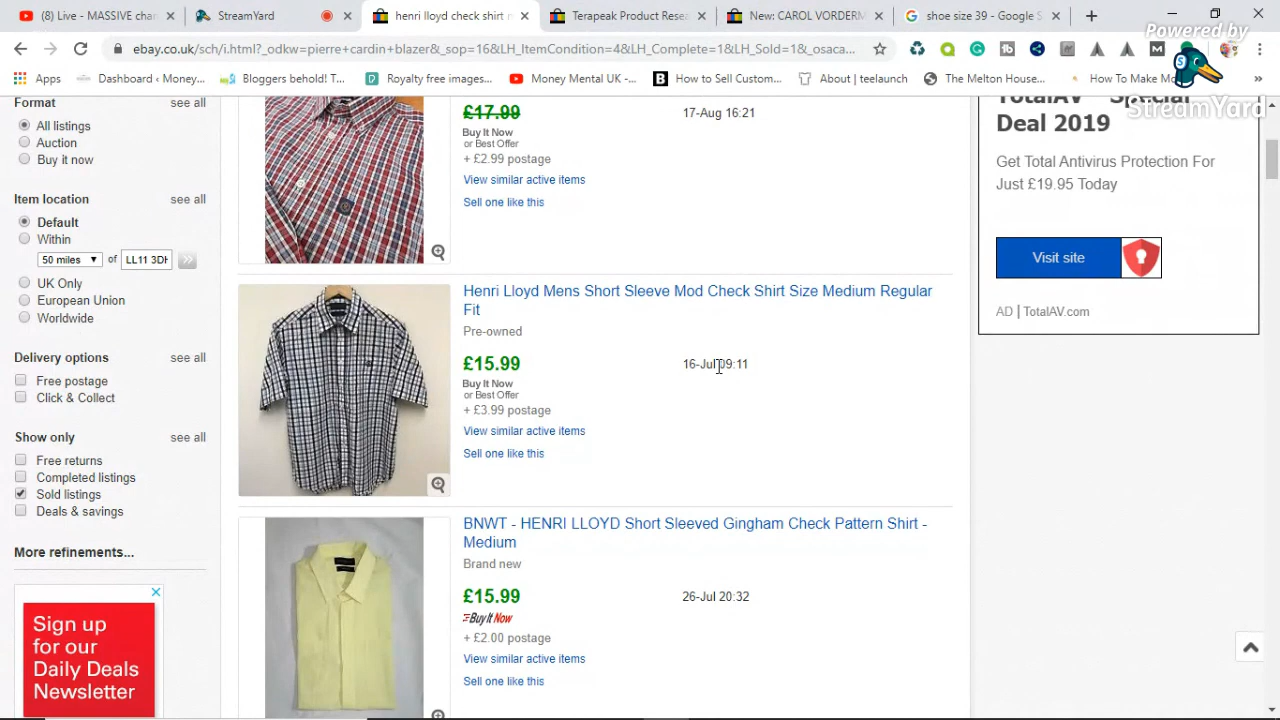 (8) Live - MASSIVE char
StreamYard
henri lloyd check shirt m
Terapeak Product Resea
New: CAROL VORDERM
shoe size 39 - Google S
ebay.co.uk/sch/i.html?_odkw=pierre+cardin+blazer&_sop=16&LH_ItemCondition=4&LH_Complete=1&LH_Sold=1&_osaca...
Powered by
StreamYard
Apps
Dashboard ‹ Money...
Bloggers behold! T...
Royalty free images...
Money Mental UK -...
How to Sell Custom...
About | teelaunch
The Melton House...
How To Make Mo
»
Format
see all
All listings
Auction
Buy it now
Item location
see all
Default
Within
50 miles
of
LL11 3DH
UK Only
European Union
Worldwide
Delivery options
see all
Free postage
Click & Collect
Show only
see all
Free returns
Completed listings
Sold listings
Deals & savings
More refinements...
Sign up
for our
Daily Deals
Newsletter
£17.99
17-Aug 16:21
Buy It Now
or Best Offer
+ £2.99 postage
View similar active items
Sell one like this
Henri Lloyd Mens Short Sleeve Mod Check Shirt Size Medium Regular
Fit
Pre-owned
£15.99
16-Jul 09:11
Buy It Now
or Best Offer
+ £3.99 postage
View similar active items
Sell one like this
BNWT - HENRI LLOYD Short Sleeved Gingham Check Pattern Shirt -
Medium
Brand new
£15.99
26-Jul 20:32
Buy It Now
+ £2.00 postage
View similar active items
Sell one like this
TotalAV - Special
Deal 2019
Get Total Antivirus Protection For
Just £19.95 Today
Visit site
AD | TotalAV.com